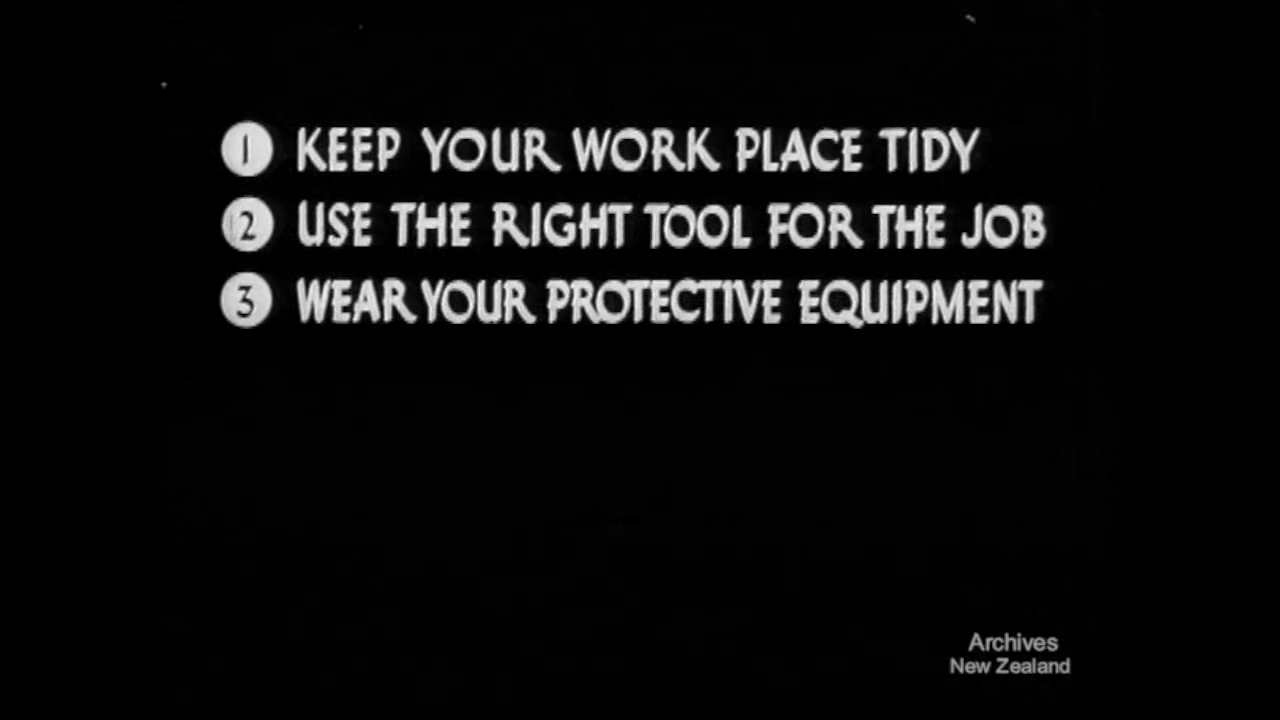 1 KEEP YOUR WORK PLACE TIDY
2 USE THE RIGHT TOOL FOR THE JOB
3 WEAR YOUR PROTECTIVE EQUIPMENT
Archives
New Zealand